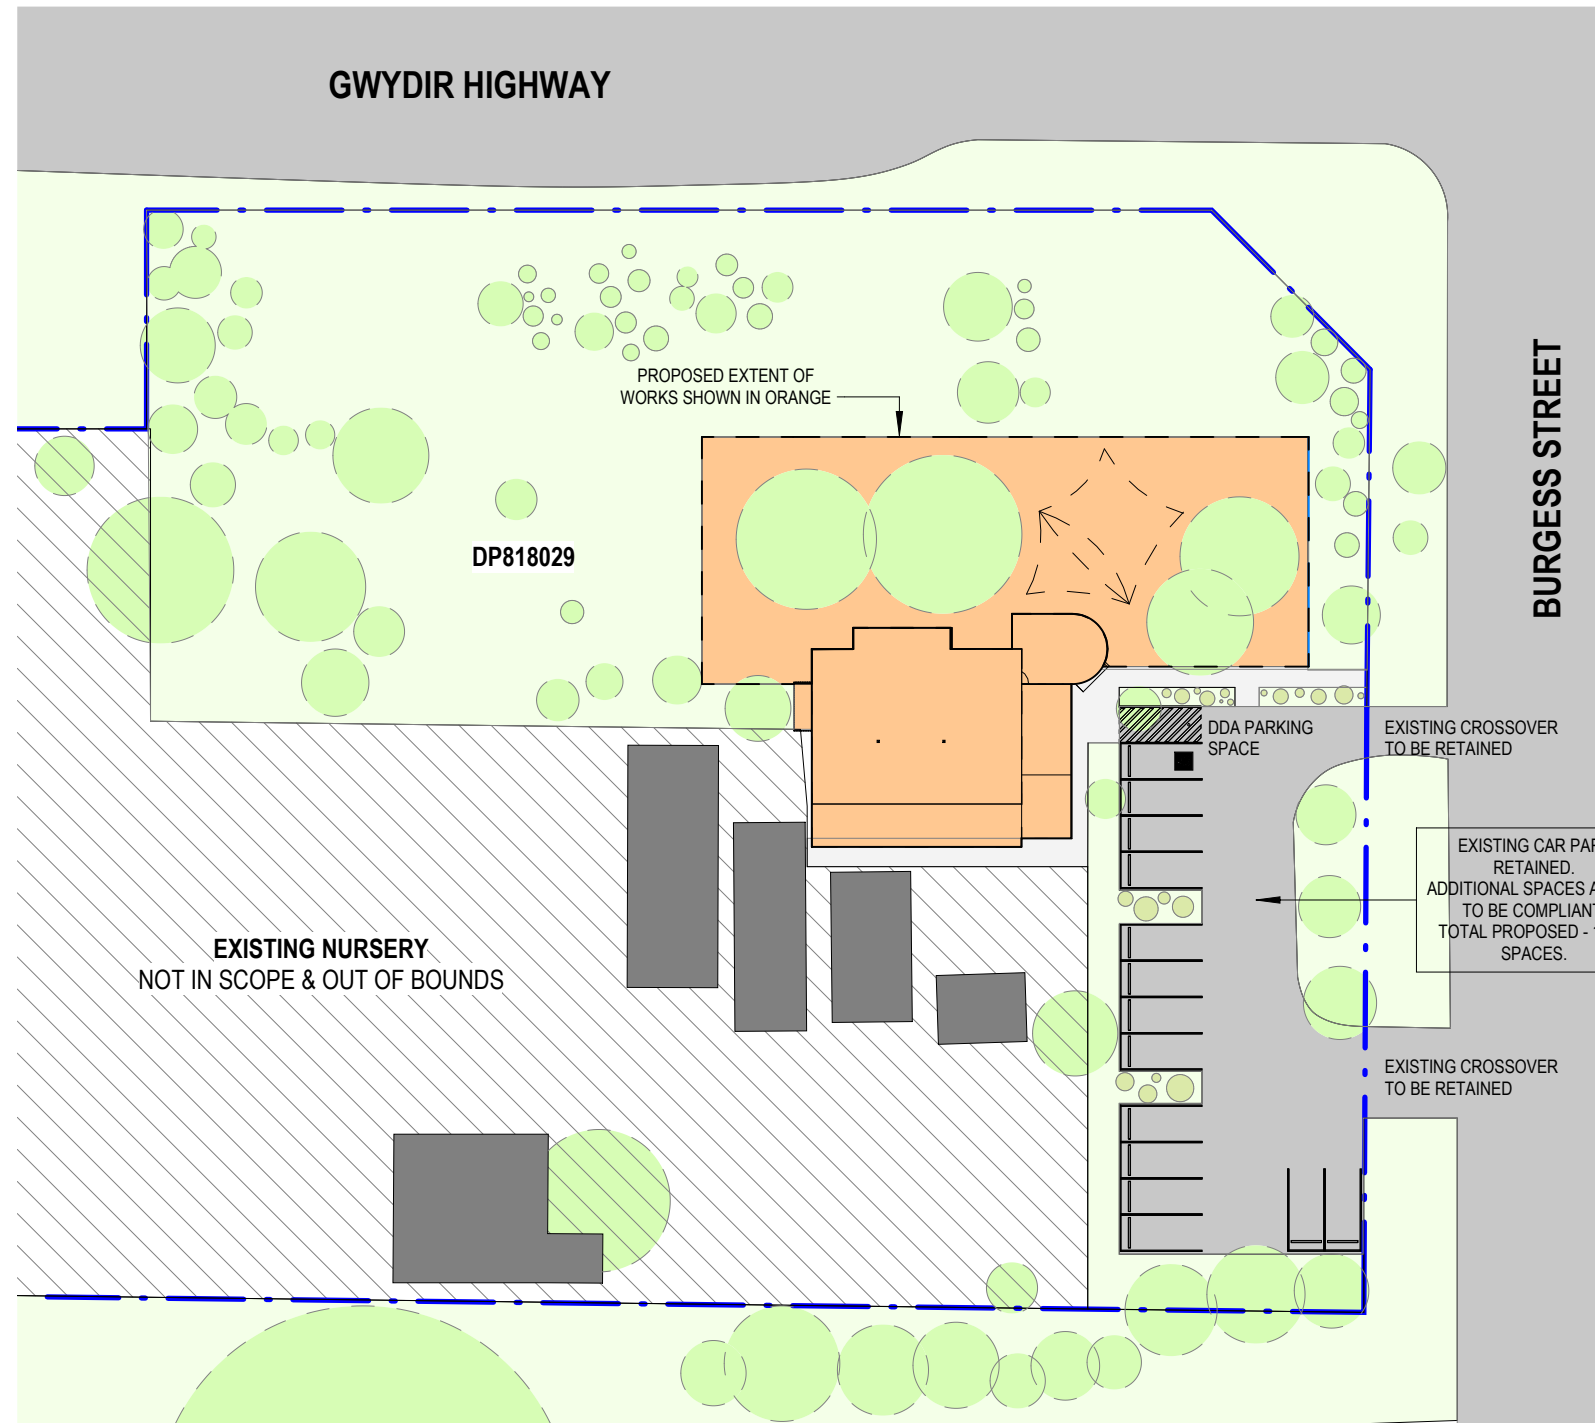 GWYDIR HIGHWAY
BURGESS STREET
PROPOSED EXTENT OF
WORKS SHOWN IN ORANGE
DP818029
DDA PARKING
SPACE
EXISTING CROSSOVER
TO BE RETAINED
EXISTING CAR
RETAINED.
ADDITIONAL SPACES
TO BE COMPLIANT
TOTAL PROPOSED -
SPACES.
EXISTING NURSERY
NOT IN SCOPE & OUT OF BOUNDS
EXISTING CROSSOVER
TO BE RETAINED